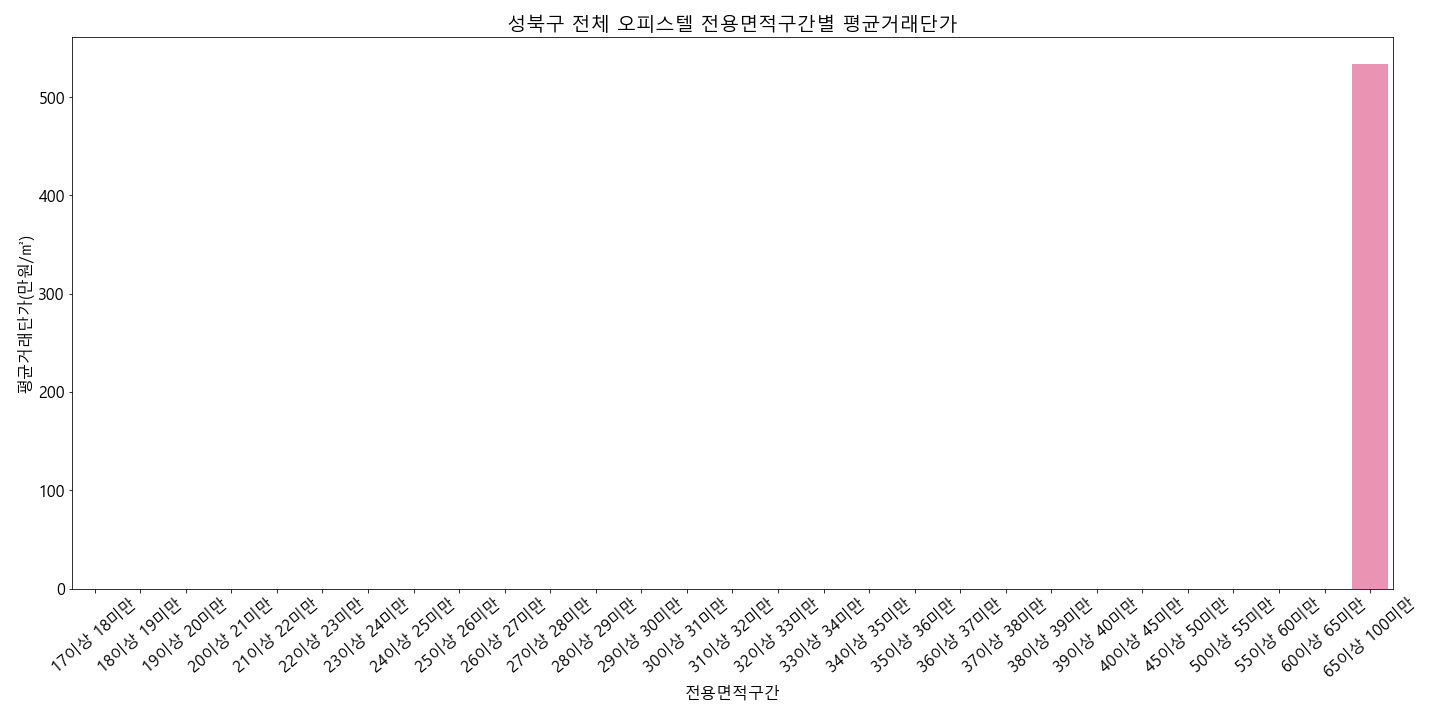 성북구 전체 오피스텔 전용면적구간별 평균거래단가
평균거래단가(만원/㎡)
500
400
300
200
100
0
17이상 18미만
18이상 19미만
19이상 20미만
20이상 21미만
21이상 22미만
22이상 23미만
23이상 24미만
24이상 25미만
25이상 26미만
26이상 27미만
27이상 28미만
28이상 29미만
29이상 30미만
30이상 31미만
31이상 32미만
32이상 33미만
33이상 34미만
34이상 35미만
35이상 36미만
36이상 37미만
37이상 38미만
38이상 39미만
39이상 40미만
40이상 45미만
45이상 50미만
50이상 55미만
55이상 60미만
60이상 65미만
65이상 100미만
전용면적구간